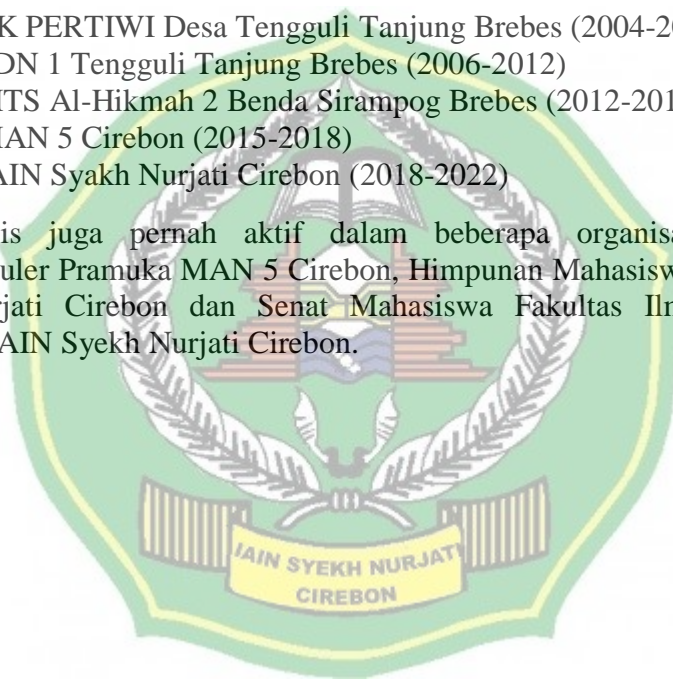 K PERTIWI Desa Tengguli Tanjung Brebes (2004-20
DN 1 Tengguli Tanjung Brebes (2006-2012)
ITS Al-Hikmah 2 Benda Sirampog Brebes (2012-201
MAN 5 Cirebon (2015-2018)
AIN Syakh Nurjati Cirebon (2018-2022)
is juga pernah aktif dalam beberapa organisa
uler Pramuka MAN 5 Cirebon, Himpunan Mahasisw
rjati Cirebon dan Senat Mahasiswa Fakultas Iln
AIN Syekh Nurjati Cirebon.
IAIN SYEKH NURJATI
CIREBON